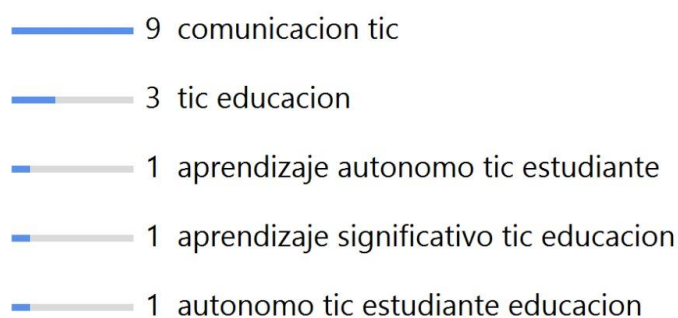 9 comunicacion tic
3 tic educacion
1 aprendizaje autonomo tic estudiante
1 aprendizaje significativo tic educacion
1 autonomo tic estudiante educacion